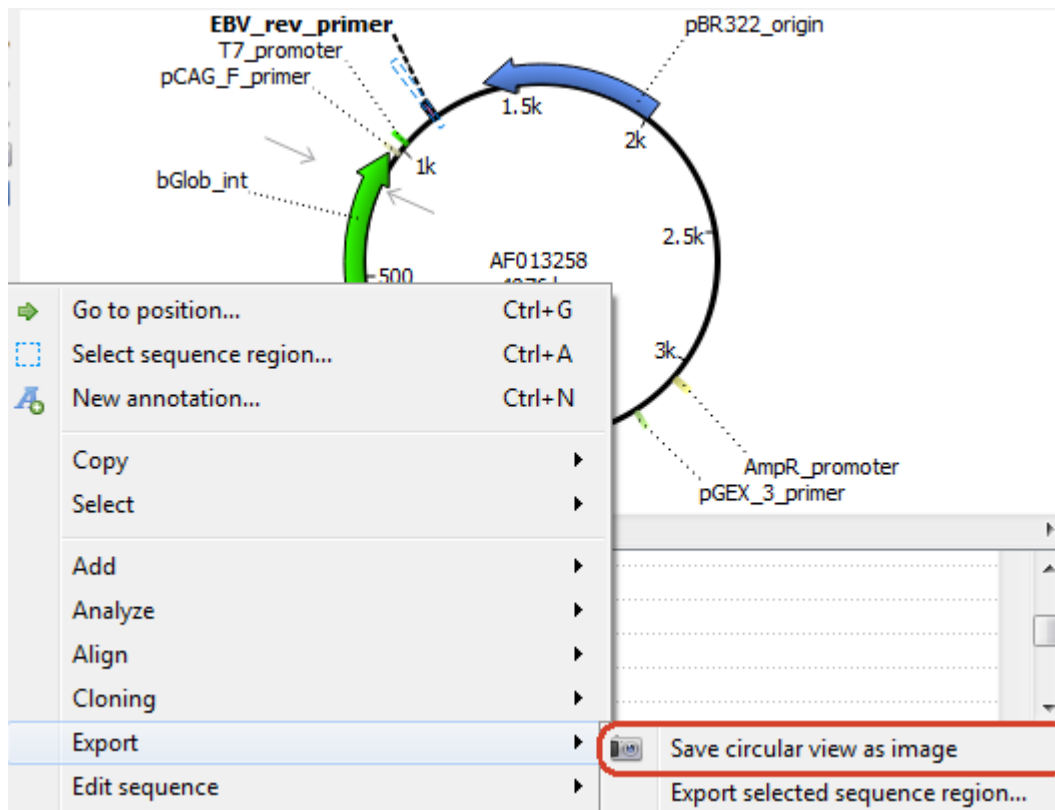 EBV_rev_primer
pBR322_origin
T7_promoter
pCAG_F_primer
1.5k
2k
1k
bGlob_int
2.5k
AF013258
500
3k
AmpR_promoter
pGEX_3_primer
Go to position... Ctrl+G
Select sequence region... Ctrl+A
New annotation... Ctrl+N
Copy
Select
Add
Analyze
Align
Cloning
Export
Save circular view as image
Edit sequence
Export selected sequence region...